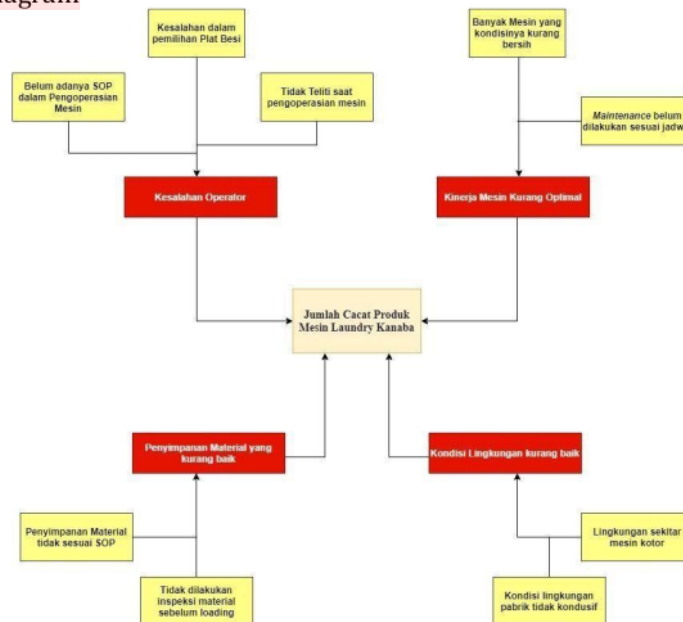 Kesalahan dalam
pemilihan Plat Besi
Banyak Mesin yang
kondisinya kurang
bersih
Belum adanya SOP
dalam Pengoperasian
Mesin
Tidak Teliti saat
pengoperasian mesin
Maintenance belum
dilakukan sesuai
Kesalahan Operator
Kinerja Mesin Kurang Optimal
Jumlah Cacat Produk
Mesin Laundry Kanaba
Penyimpanan Material yang
kurang baik
Kondisi Lingkungan kurang baik
Penyimpanan Material
tidak sesuai SOP
Lingkungan sekitar
mesin kotor
Tidak dilakukan
inspeksi material
sebelum loading
Kondisi lingkungan
pabrik tidak kondusif